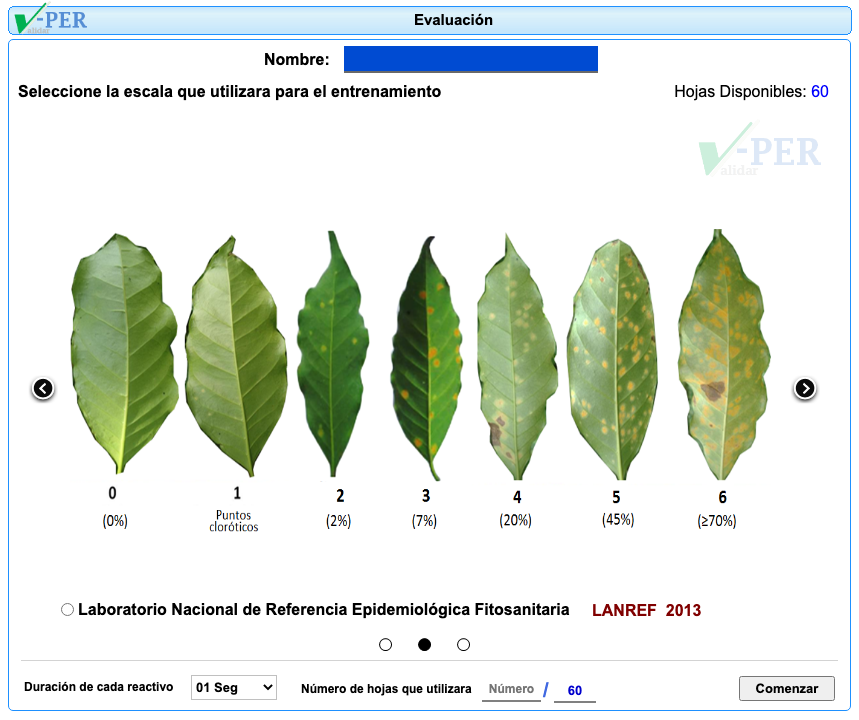 V-PER
alidar
Evaluación
Nombre:
Seleccione la escala que utilizara para el entrenamiento
Hojas Disponibles: 60
V-PER
alidar
0 1 2 3 4 5 6
(0%) Puntos cloróticos (2%) (7%) (20%) (45%) (≥70%)
Laboratorio Nacional de Referencia Epidemiológica Fitosanitaria LANREF 2013
Duración de cada reactivo 01 Seg Número de hojas que utilizara Número / 60 Comenzar